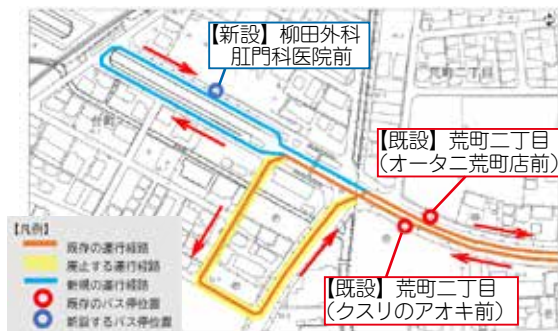 【新設】柳田外科
肛門科医院前
荒町二丁目
台町
【既設】荒町二丁目
（オータニ荒町店前）
【凡例】
既存の運行経路
廃止する運行経路
新規の運行経路
既存のバス停位置
新設するバス停位置
【既設】荒町二丁目
（クスリのアオキ前）